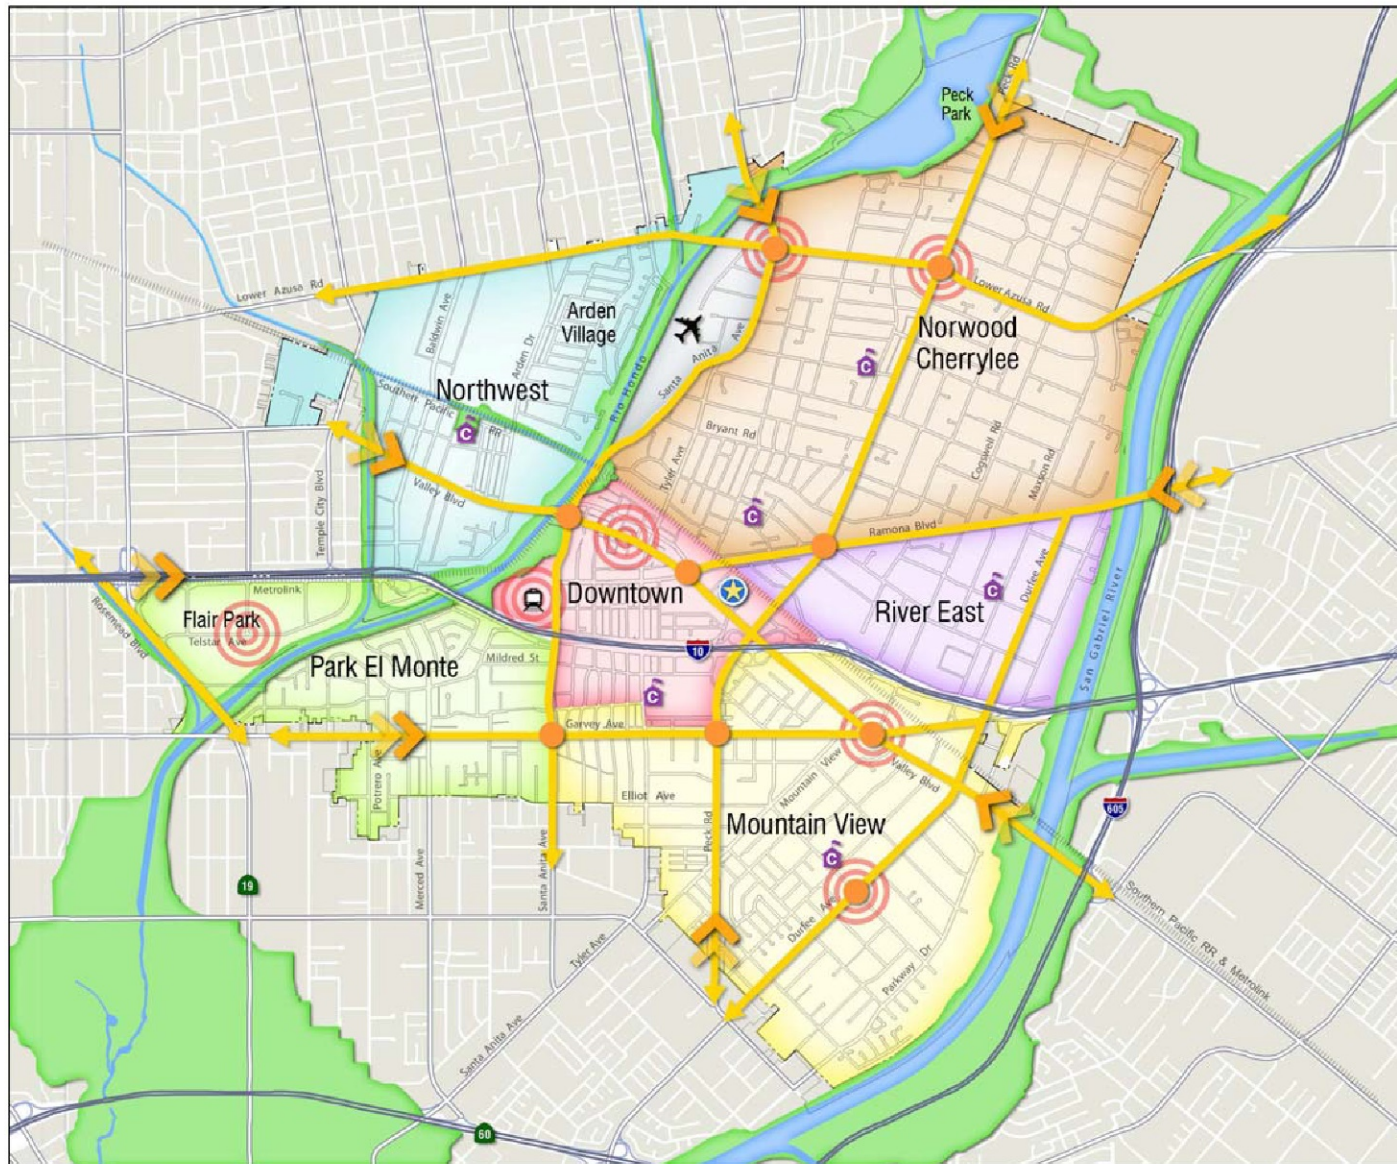 Peck Rd
Peck
Park
Lower Azusa Rd
Arden
Village
Baldwin Ave
Arden Dr
Rio Hondo
Santa Anita Ave
Lower Azusa Rd
Norwood
Cherrylee
Northwest
Southern Pacific RR
C
C
Bryant Rd
Tyler Ave
Cogswell Rd
Maxson Rd
Temple City Blvd
Valley Blvd
C
Ramona Blvd
Durfee Ave
Metrolink
Flair Park
Telstar Ave
Rosemead Blvd
Downtown
C
River East
San Gabriel River
Park El Monte
Mildred St
10
C
Garvey Ave
Potrero Ave
Elliot Ave
Mountain View
Valley Blvd
Peck Rd
Mountain View
C
605
19
Merced Ave
Santa Anita Ave
Tyler Ave
Durfee Ave
Parkway Dr
Southern Pacific RR & Metrolink
Santa Anita Ave
60